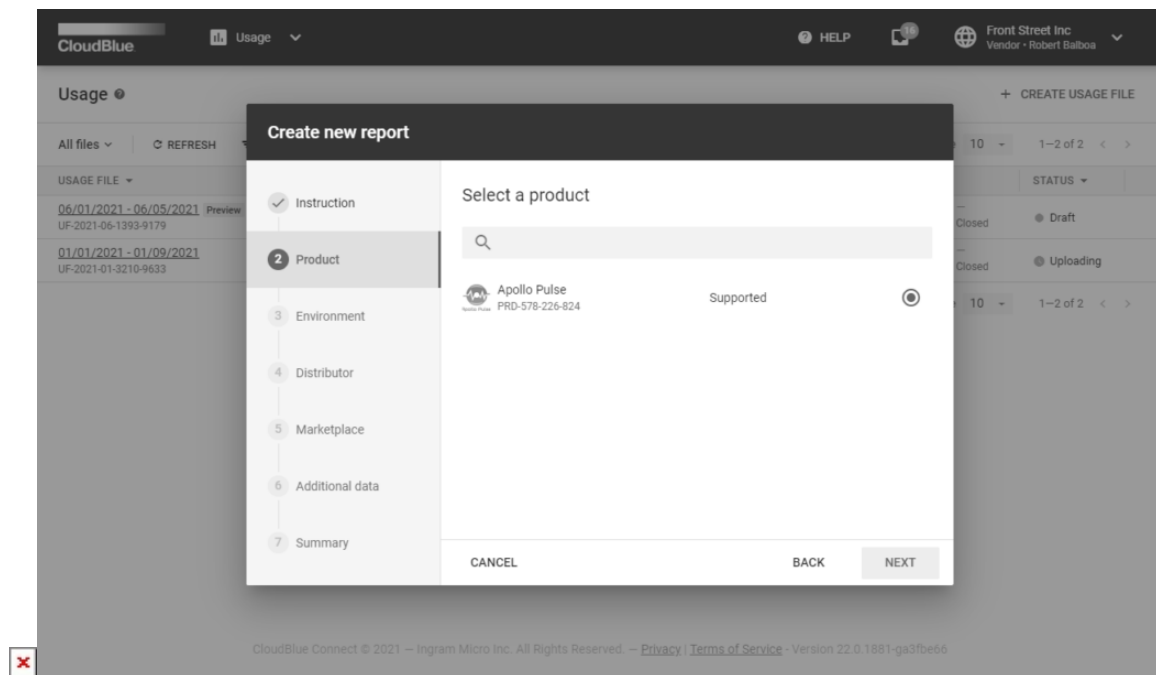 CloudBlue
Usage
HELP
16
Front Street Inc
Vendor • Robert Balboa
Usage
+ CREATE USAGE FILE
All files
REFRESH
10
1–2 of 2
USAGE FILE
STATUS
06/01/2021 - 06/05/2021 Preview
UF-2021-06-1393-9179
—
Closed
Draft
01/01/2021 - 01/09/2021
UF-2021-01-3210-9633
—
Closed
Uploading
10
1–2 of 2
Create new report
Instruction
2 Product
3 Environment
4 Distributor
5 Marketplace
6 Additional data
7 Summary
Select a product
Apollo Pulse
PRD-578-226-824
Supported
Apollo Pulse
CANCEL
BACK
NEXT
CloudBlue Connect © 2021 — Ingram Micro Inc. All Rights Reserved. — Privacy | Terms of Service - Version 22.0.1881-ga3fbe66